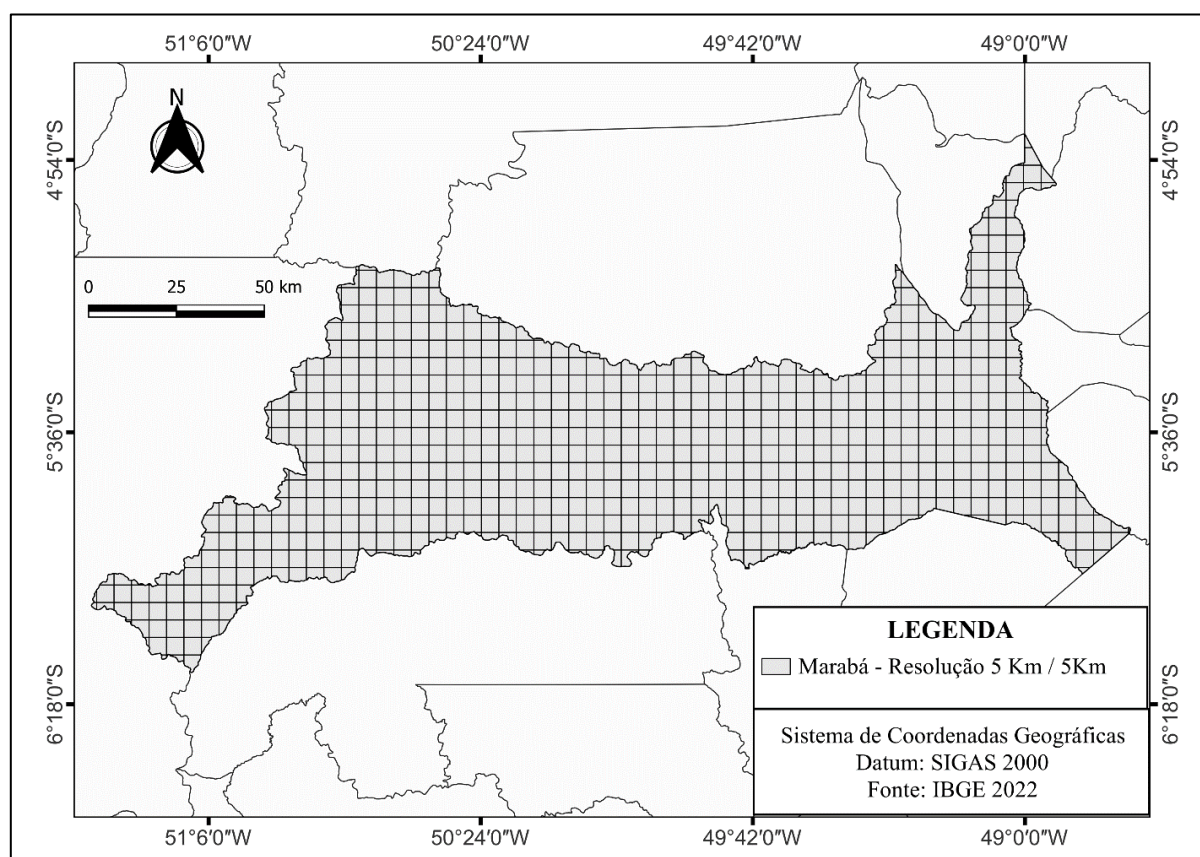 51°6′0″W 50°24′0″W 49°42′0″W 49°0′0″W
N
4°54′0″S 4°54′0″S
0 25 50 km
5°36′0″S 5°36′0″S
LEGENDA
Marabá - Resolução 5 Km / 5Km
6°18′0″S 6°18′0″S
Sistema de Coordenadas Geográficas
Datum: SIGAS 2000
Fonte: IBGE 2022
51°6′0″W 50°24′0″W 49°42′0″W 49°0′0″W